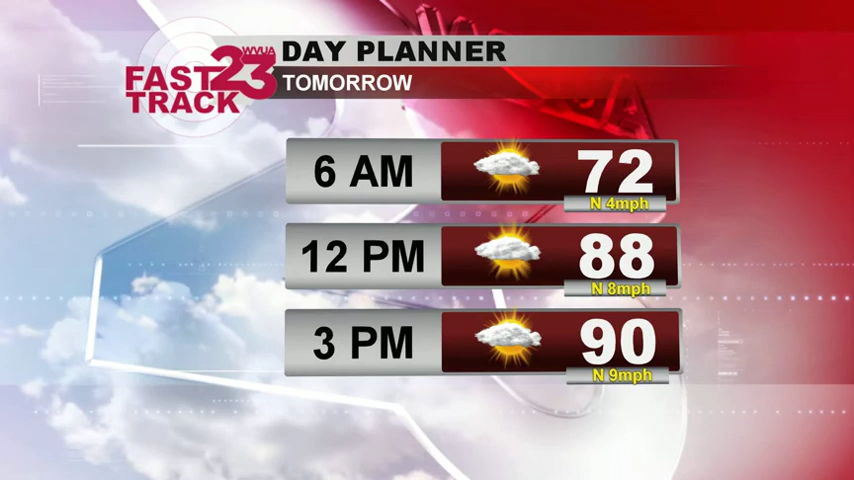 WVUA
23
FAST
TRACK
DAY PLANNER
TOMORROW
6 AM 72
N 4mph
12 PM 88
N 8mph
3 PM 90
N 9mph